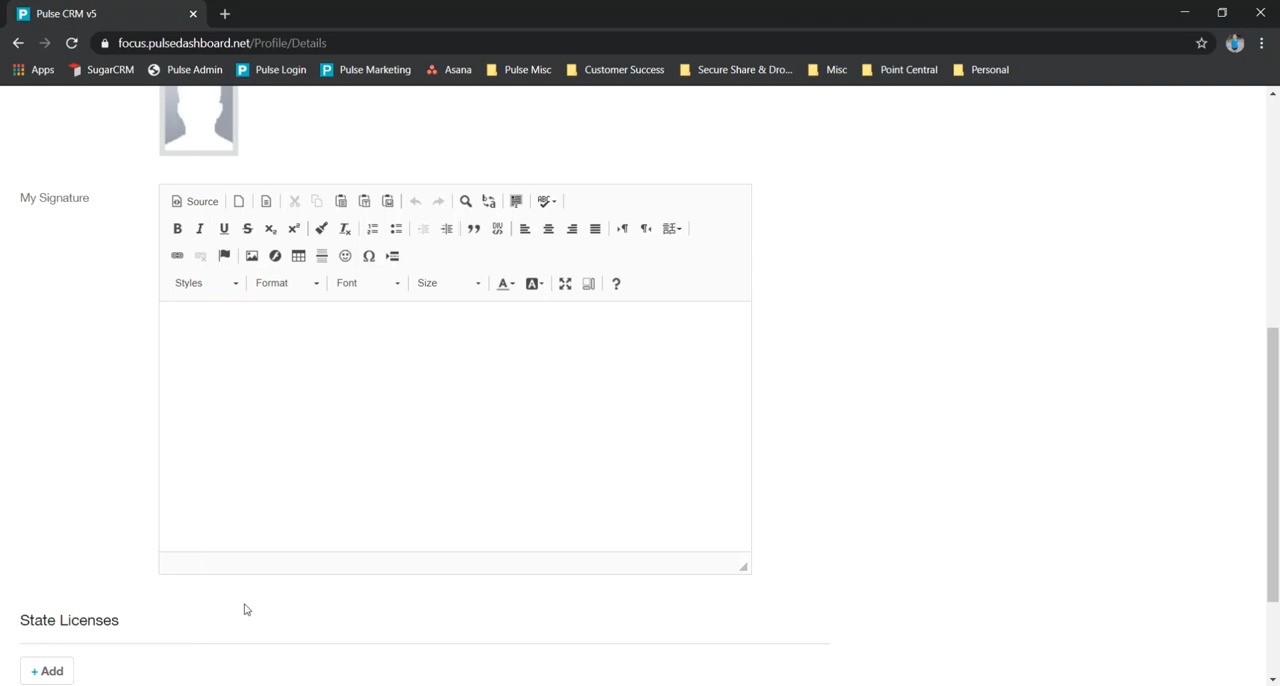 Pulse CRM v5
focus.pulsedashboard.net/Profile/Details
Apps SugarCRM Pulse Admin Pulse Login Pulse Marketing Asana Pulse Misc Customer Success Secure Share & Dro... Misc Point Central Personal
My Signature
Source
Styles Format Font Size
State Licenses
+ Add